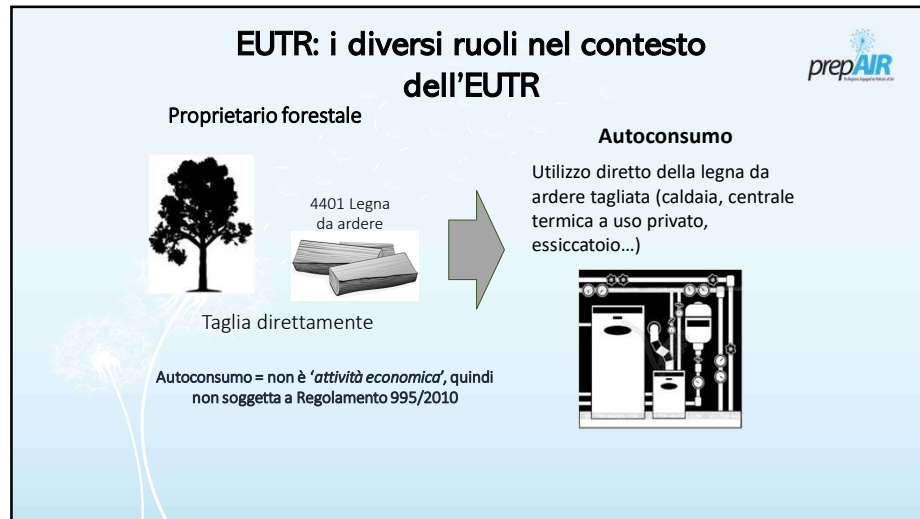 EUTR: i diversi ruoli nel contesto
dell'EUTR
prepAIR
Proprietario forestale
4401 Legna
da ardere
Taglia direttamente
Autoconsumo = non è 'attività economica', quindi
non soggetta a Regolamento 995/2010
Autoconsumo
Utilizzo diretto della legna da
ardere tagliata (caldaia, centrale
termica a uso privato,
essiccatoio…)